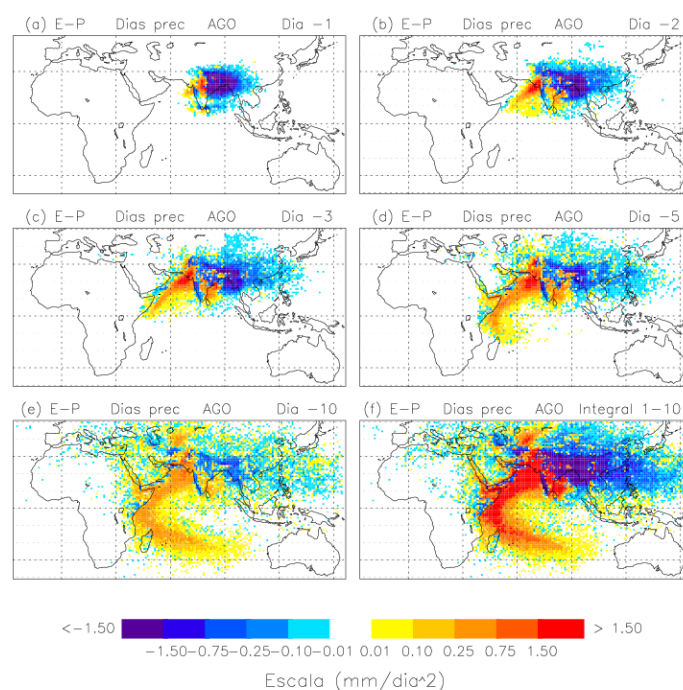 (a) E-P Dias prec AGO Dia -1
(b) E-P Dias prec AGO Dia -2
(c) E-P Dias prec AGO Dia -3
(d) E-P Dias prec AGO Dia -5
(e) E-P Dias prec AGO Dia -10
(f) E-P Dias prec AGO Integral 1-10
<-1.50 > 1.50
-1.50 -0.75 -0.25 -0.10 -0.01 0.01 0.10 0.25 0.75 1.50
Escala (mm/dia^2)